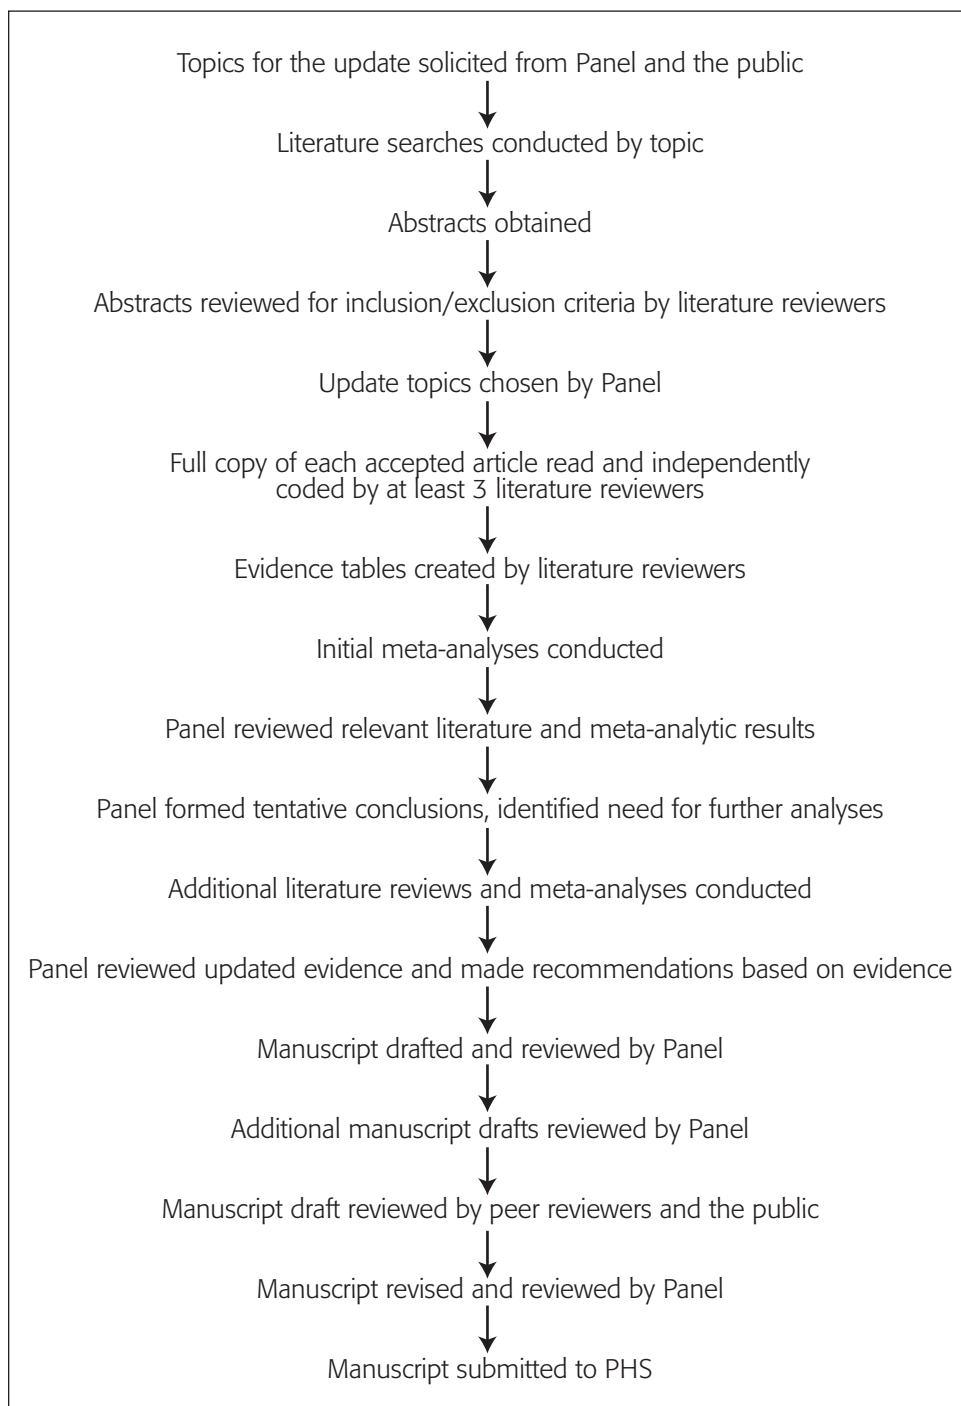 Topics for the update solicited from Panel and the public
Literature searches conducted by topic
Abstracts obtained
Abstracts reviewed for inclusion/exclusion criteria by literature reviewers
Update topics chosen by Panel
Full copy of each accepted article read and independently
coded by at least 3 literature reviewers
Evidence tables created by literature reviewers
Initial meta-analyses conducted
Panel reviewed relevant literature and meta-analytic results
Panel formed tentative conclusions, identified need for further analyses
Additional literature reviews and meta-analyses conducted
Panel reviewed updated evidence and made recommendations based on evidence
Manuscript drafted and reviewed by Panel
Additional manuscript drafts reviewed by Panel
Manuscript draft reviewed by peer reviewers and the public
Manuscript revised and reviewed by Panel
Manuscript submitted to PHS